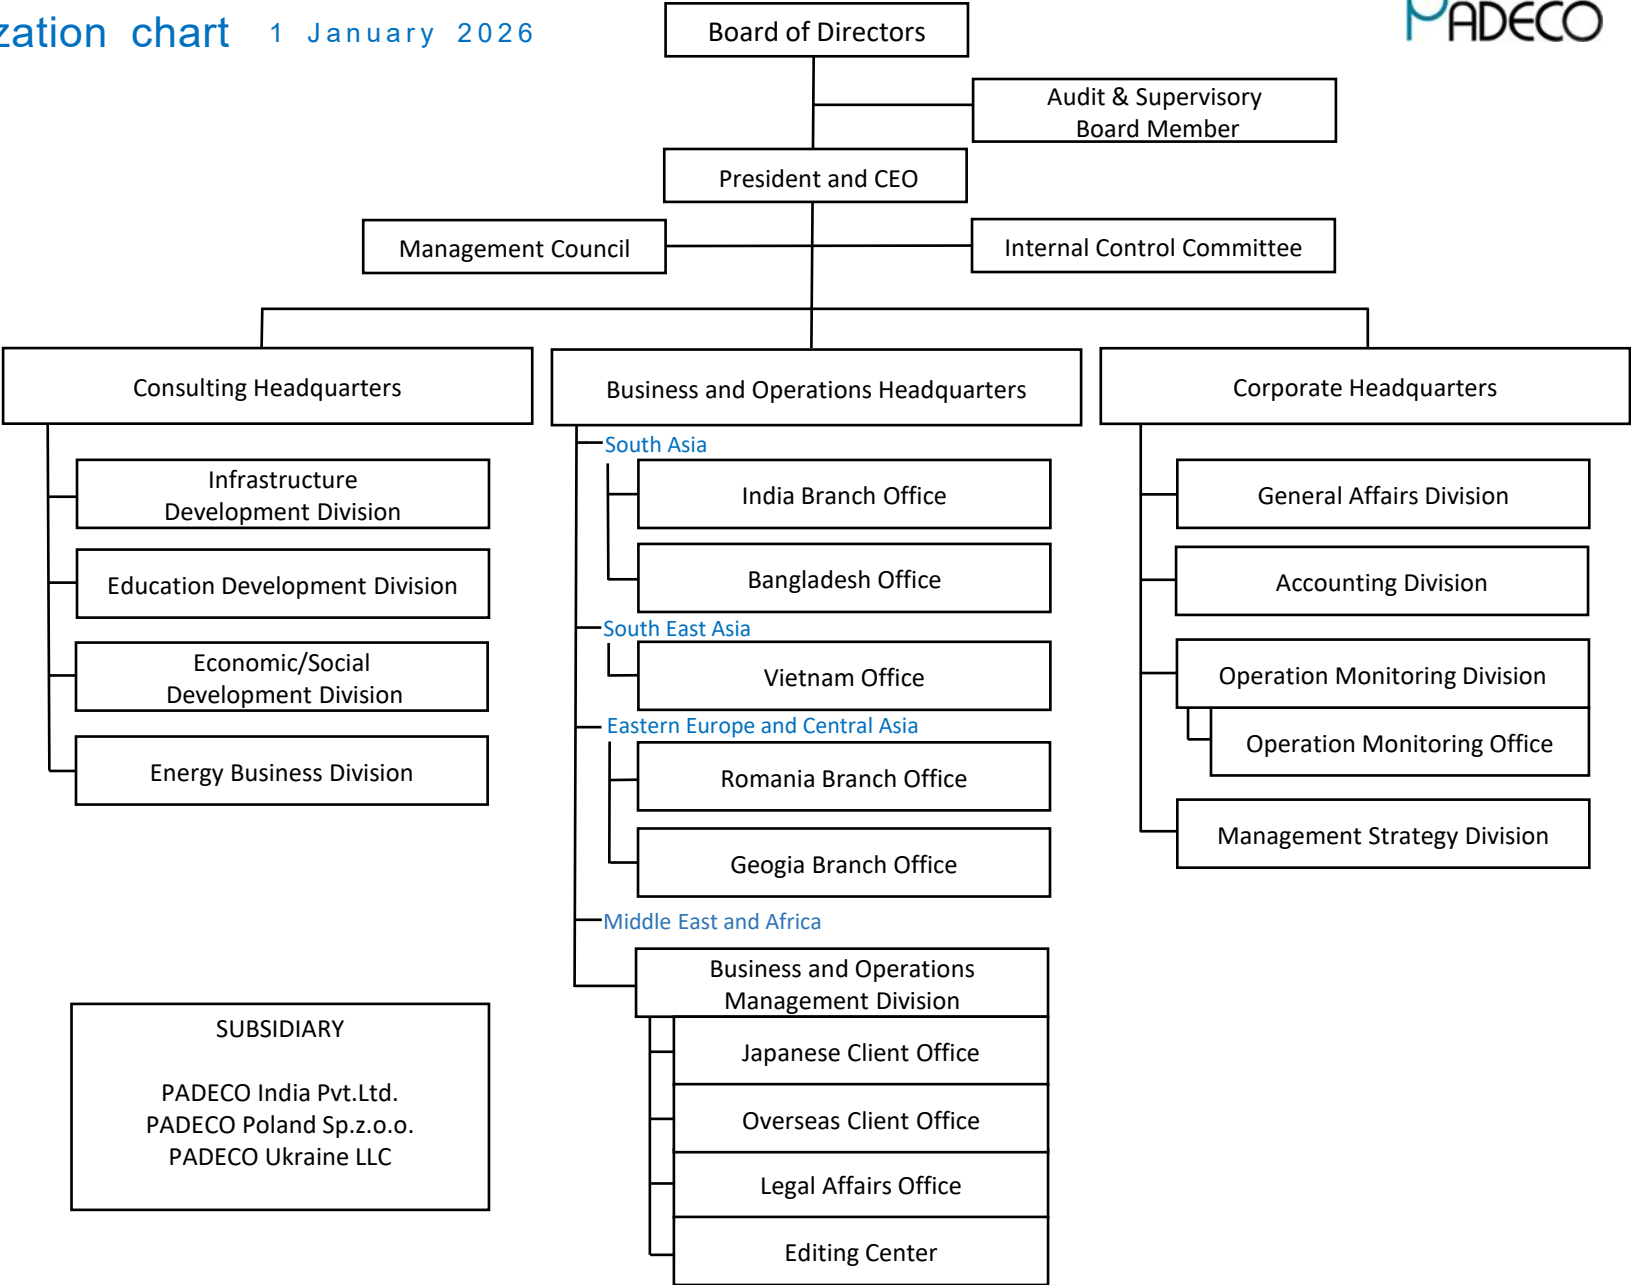 zation chart 1 January 2026
PADECO
Board of Directors
Audit & Supervisory
Board Member
President and CEO
Management Council
Internal Control Committee
Consulting Headquarters
Infrastructure
Development Division
Education Development Division
Economic/Social
Development Division
Energy Business Division
Business and Operations Headquarters
South Asia
India Branch Office
Bangladesh Office
South East Asia
Vietnam Office
Eastern Europe and Central Asia
Romania Branch Office
Geogia Branch Office
Middle East and Africa
Business and Operations
Management Division
Japanese Client Office
Overseas Client Office
Legal Affairs Office
Editing Center
Corporate Headquarters
General Affairs Division
Accounting Division
Operation Monitoring Division
Operation Monitoring Office
Management Strategy Division
SUBSIDIARY
PADECO India Pvt.Ltd.
PADECO Poland Sp.z.o.o.
PADECO Ukraine LLC